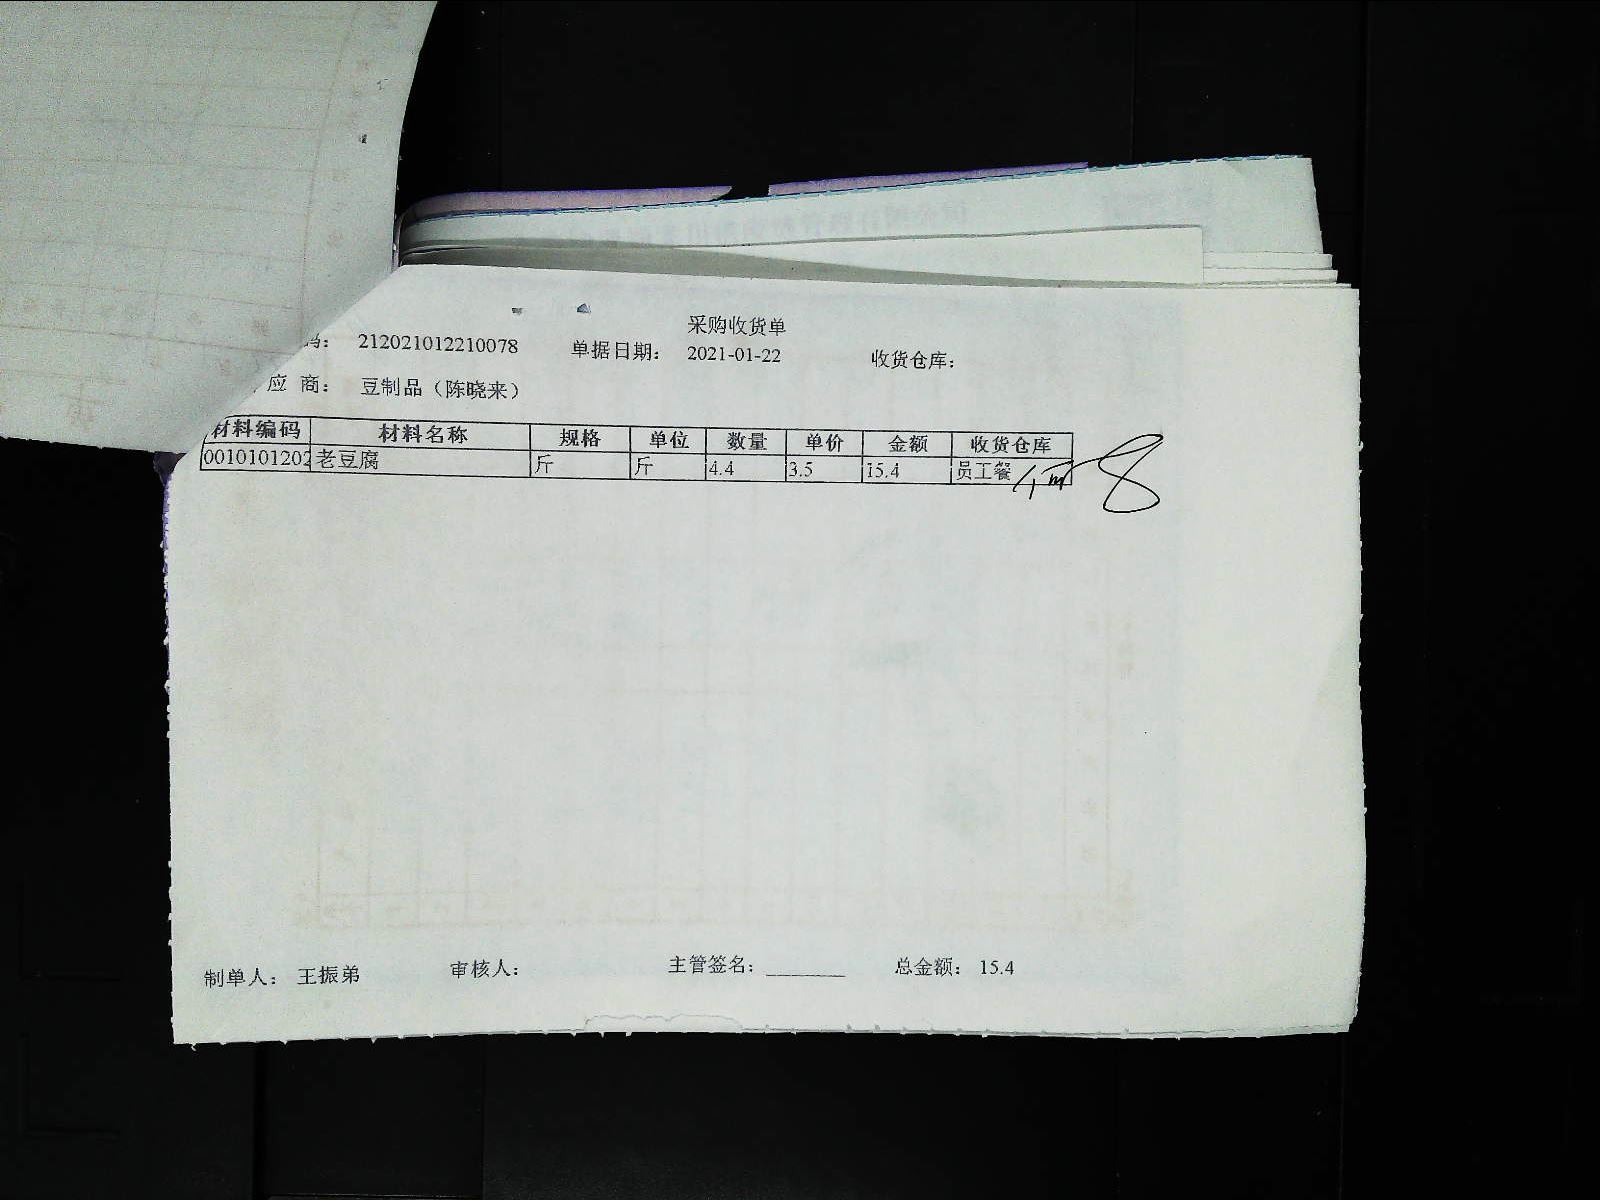 采购收货单
码： 212021012210078 单据日期： 2021-01-22 收货仓库：
应 商： 豆制品（陈晓来）
材料编码 材料名称 规格 单位 数量 单价 金额 收货仓库
0010101202 老豆腐 斤 斤 4.4 3.5 15.4 员工餐
制单人： 王振弟 审核人： 主管签名：________ 总金额： 15.4